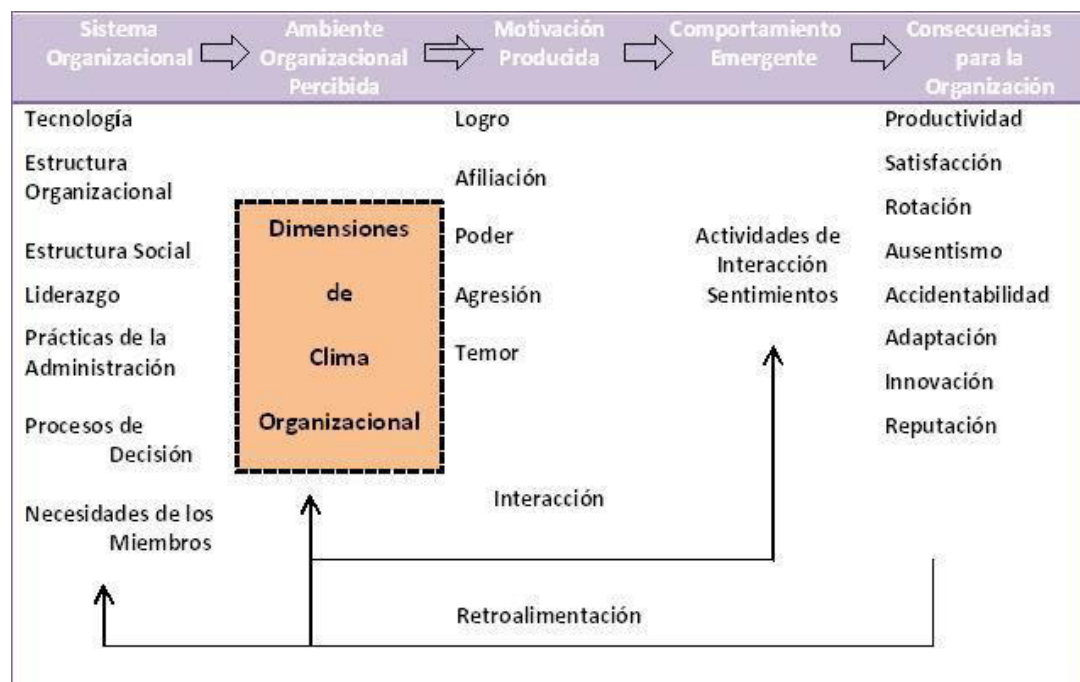 Sistema
Organizacional
Ambiente
Organizacional
Percibida
Motivación
Producida
Comportamiento
Emergente
Consecuencias
para la
Organización
Tecnología
Estructura
Organizacional
Estructura Social
Liderazgo
Prácticas de la
Administración
Procesos de
Decisión
Necesidades de los
Miembros
Dimensiones
de
Clima
Organizacional
Logro
Afiliación
Poder
Agresión
Temor
Actividades de
Interacción
Sentimientos
Productividad
Satisfacción
Rotación
Ausentismo
Accidentabilidad
Adaptación
Innovación
Reputación
Interacción
Retroalimentación